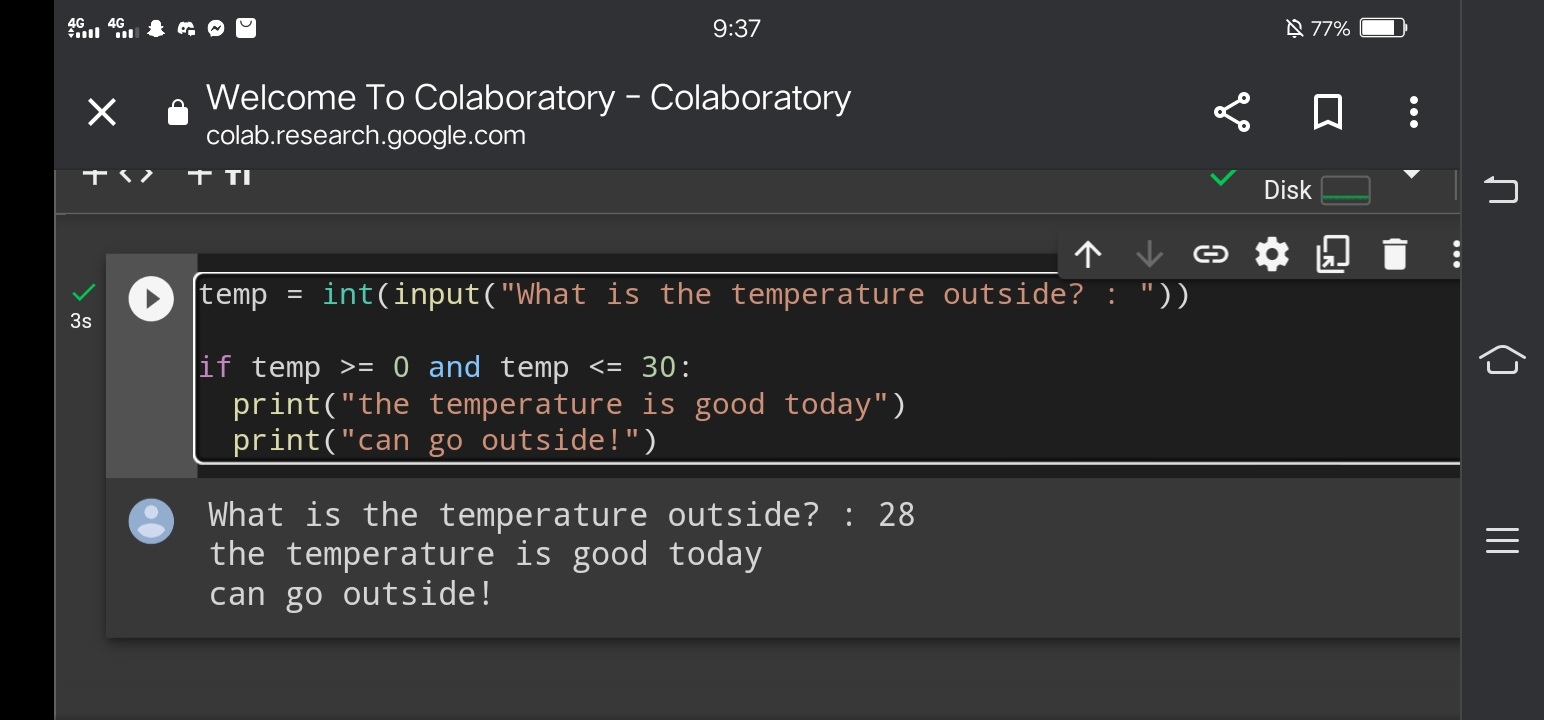 4G 4G 9:37 77%
Welcome To Colaboratory - Colaboratory
colab.research.google.com
Disk
temp = int(input("What is the temperature outside? : "))
3s
if temp >= 0 and temp <= 30:
print("the temperature is good today")
print("can go outside!")
What is the temperature outside? : 28
the temperature is good today
can go outside!